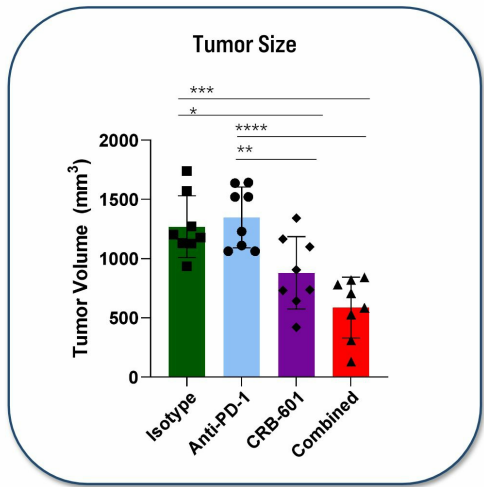 Tumor Size
***
*
****
**
Tumor Volume (mm³)
2000
1500
1000
500
0
Isotype
Anti-PD-1
CRB-601
Combined